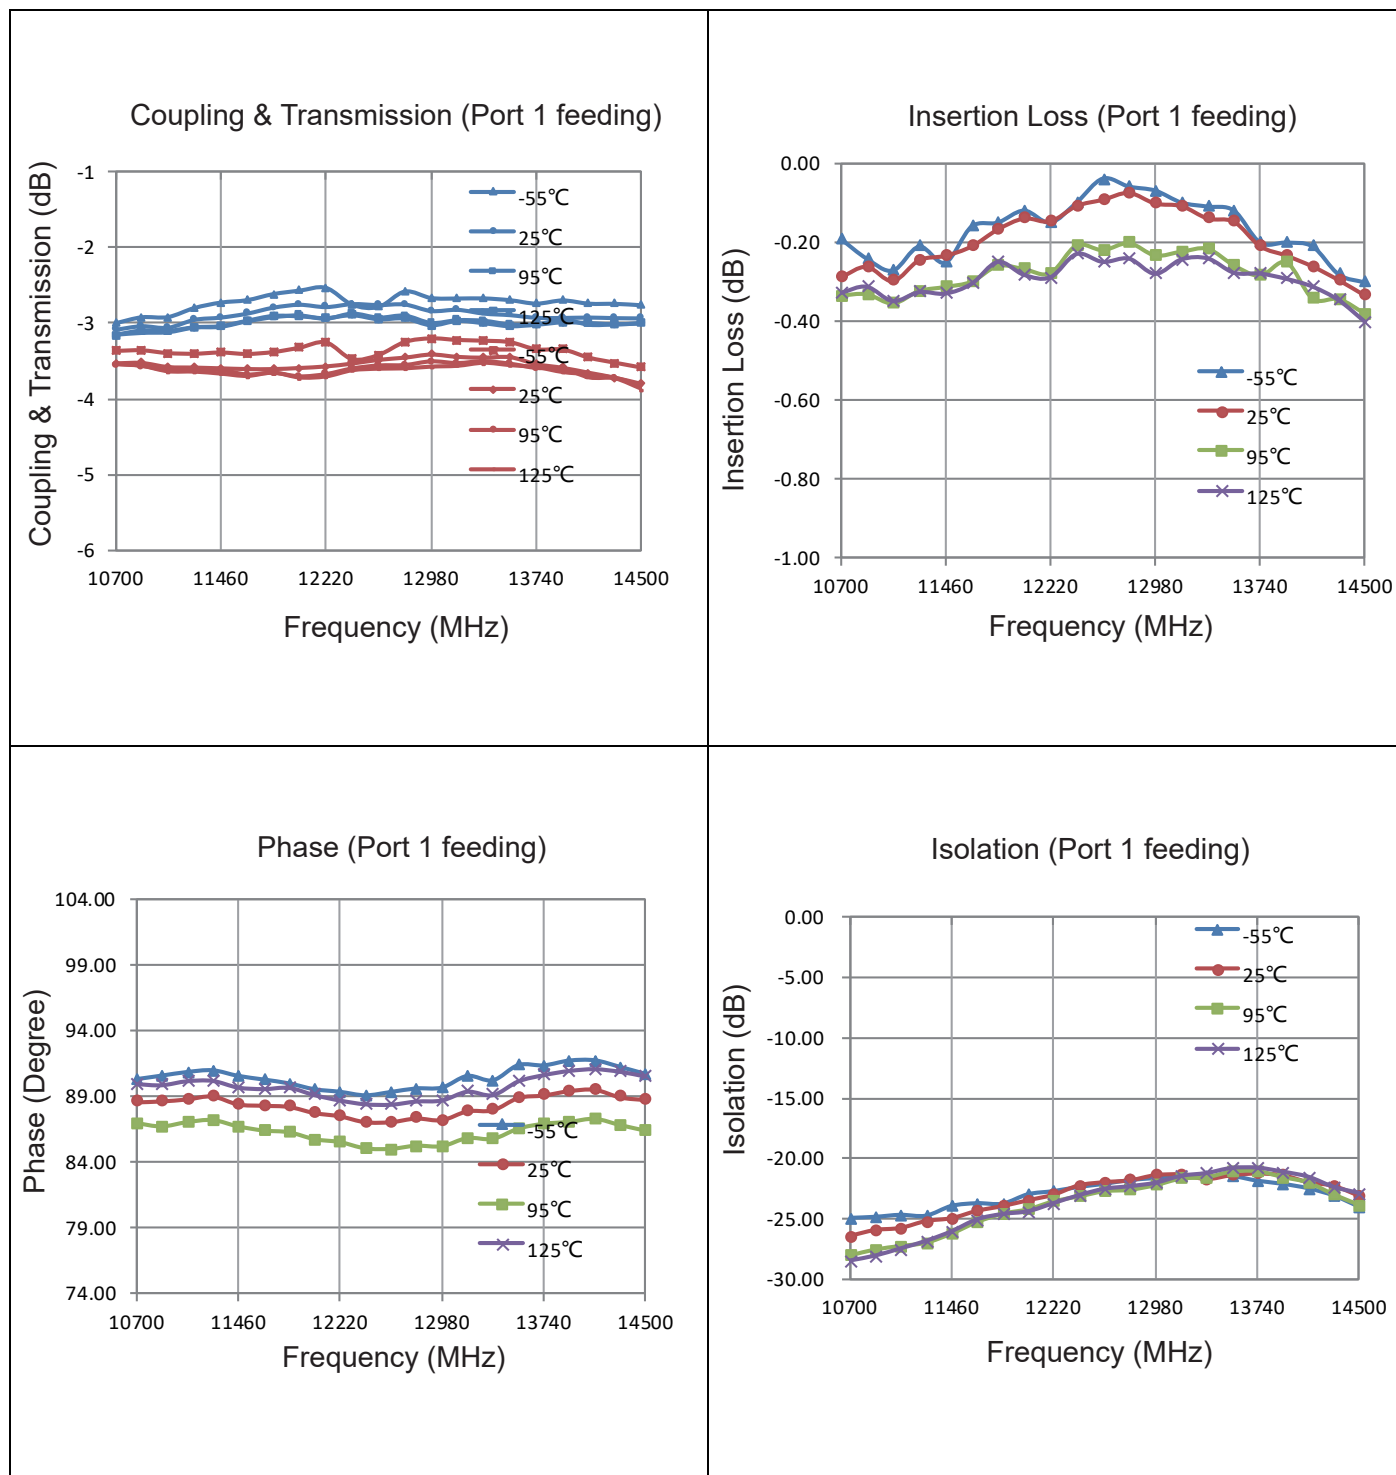 Coupling & Transmission (Port 1 feeding)
Coupling & Transmission (dB)
-1
-2
-3
-4
-5
-6
-55℃
25℃
95℃
125℃
-55℃
25℃
95℃
125℃
10700 11460 12220 12980 13740 14500
Frequency (MHz)
Insertion Loss (Port 1 feeding)
Insertion Loss (dB)
0.00
-0.20
-0.40
-0.60
-0.80
-1.00
-55℃
25℃
95℃
125℃
10700 11460 12220 12980 13740 14500
Frequency (MHz)
Phase (Port 1 feeding)
Phase (Degree)
104.00
99.00
94.00
89.00
84.00
79.00
74.00
-55℃
25℃
95℃
125℃
10700 11460 12220 12980 13740 14500
Frequency (MHz)
Isolation (Port 1 feeding)
Isolation (dB)
0.00
-5.00
-10.00
-15.00
-20.00
-25.00
-30.00
-55℃
25℃
95℃
125℃
10700 11460 12220 12980 13740 14500
Frequency (MHz)